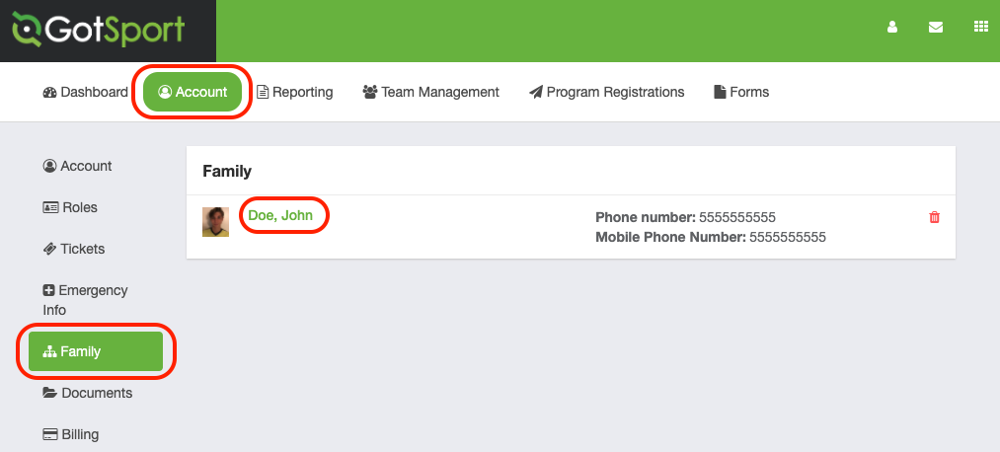 GotSport
Dashboard Account Reporting Team Management Program Registrations Forms
Account
Roles
Tickets
Emergency
Info
Family
Documents
Billing
Family
Doe, John
Phone number: 5555555555
Mobile Phone Number: 5555555555